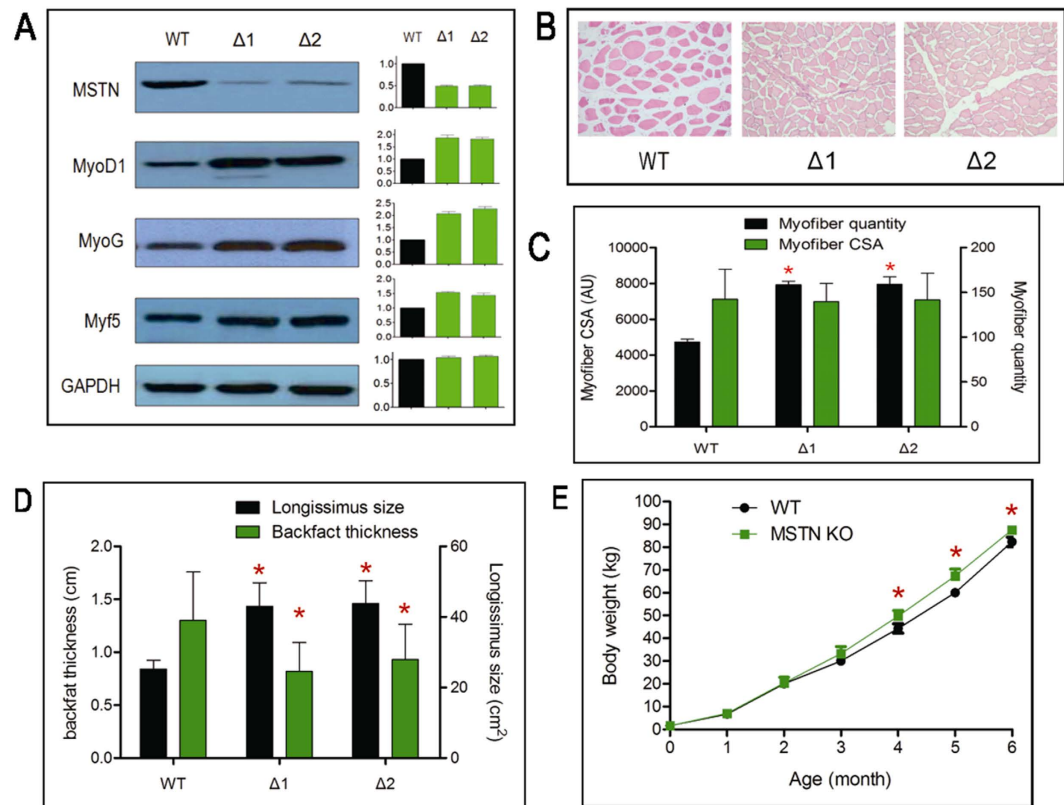 A
WT Δ1 Δ2
WT Δ1 Δ2
MSTN
1.0
0.5
0.0
MyoD1
2.0
1.5
1.0
0.5
0.0
MyoG
2.5
2.0
1.5
1.0
0.5
0.0
Myf5
2.0
1.5
1.0
0.5
0.0
GAPDH
1.0
0.5
0.0
B
WT Δ1 Δ2
C
Myofiber quantity
Myofiber CSA
Myofiber CSA (AU)
10000
8000
6000
4000
2000
0
* *
200
150
100
50
0
Myofiber quantity
WT Δ1 Δ2
D
Longissimus size
Backfact thickness
backfat thickness (cm)
2.0
1.5
1.0
0.5
0.0
* * * *
60
40
20
0
Longissimus size (cm²)
WT Δ1 Δ2
E
WT
MSTN KO
Body weight (kg)
100
90
80
70
60
50
40
30
20
10
0
* * *
0 1 2 3 4 5 6
Age (month)